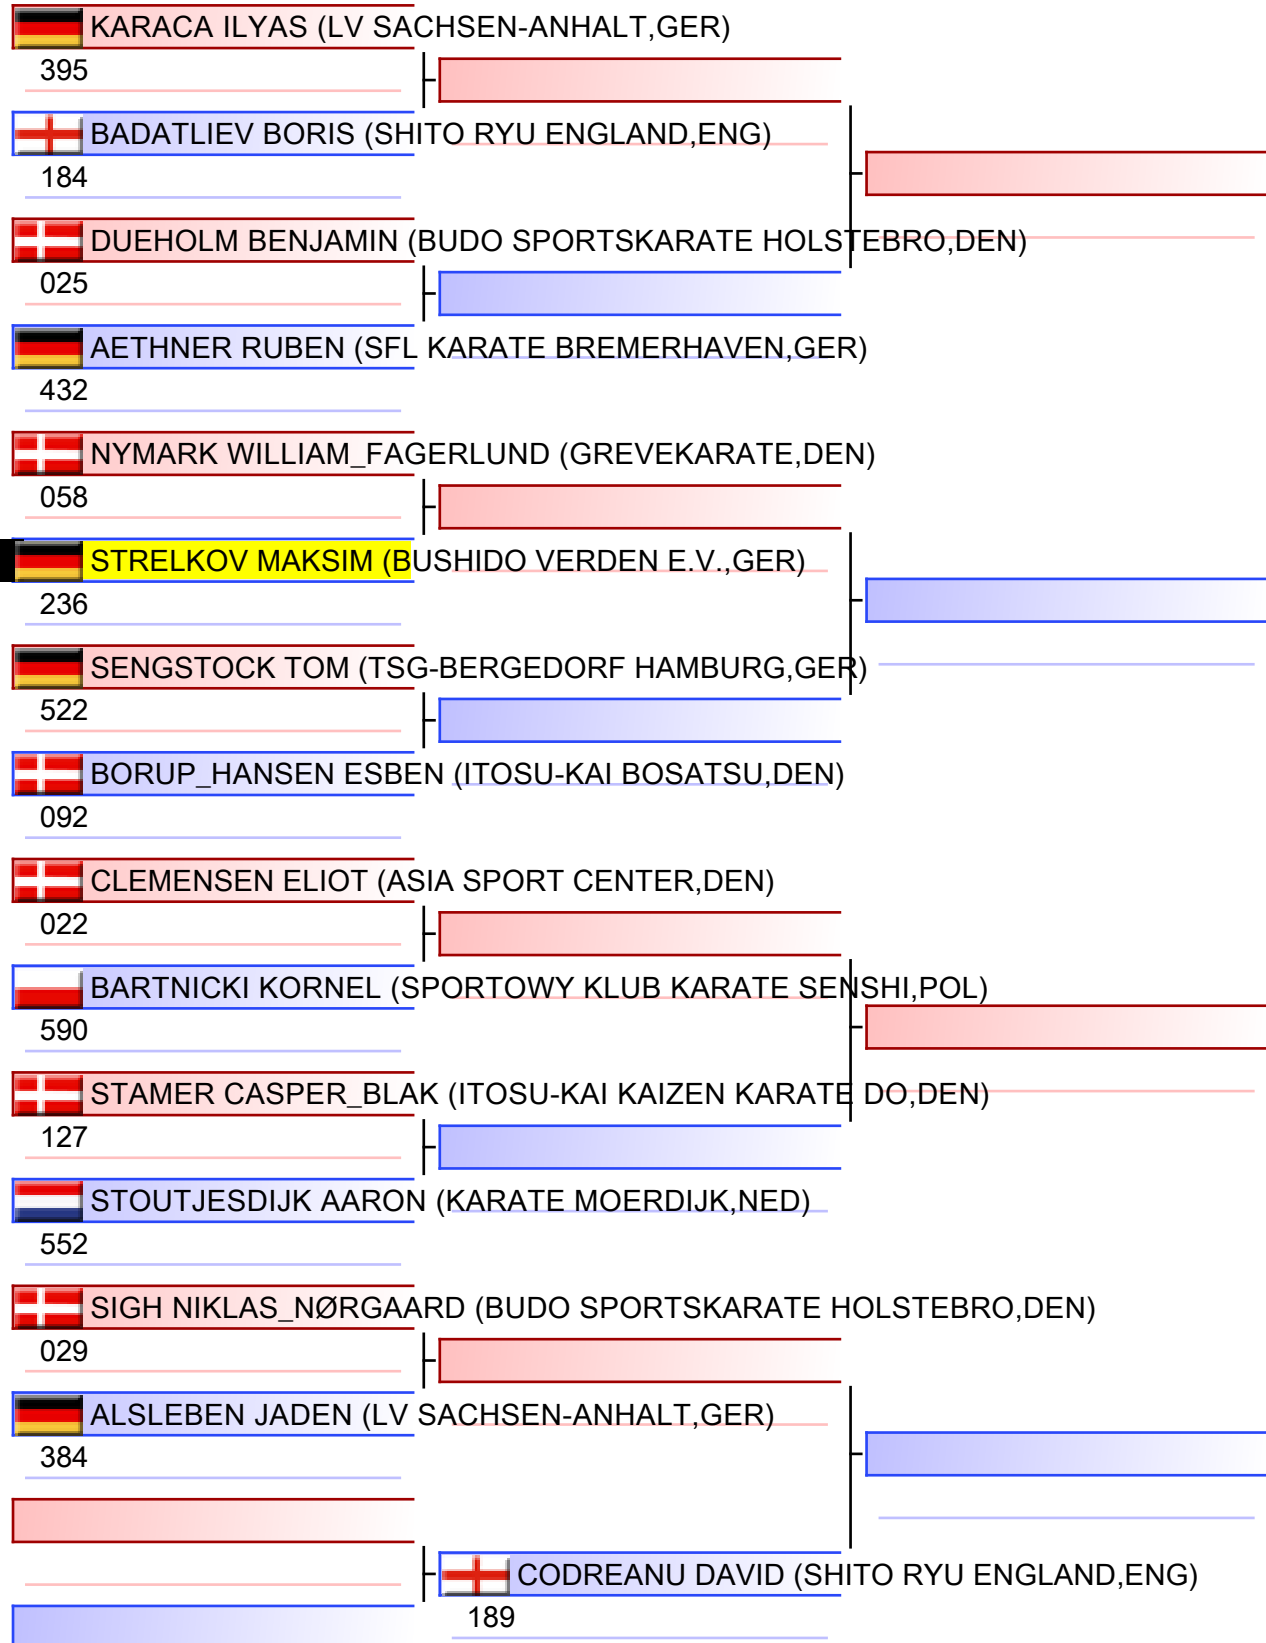 KARACA ILYAS (LV SACHSEN-ANHALT,GER)
395
BADATLIEV BORIS (SHITO RYU ENGLAND,ENG)
184
DUEHOLM BENJAMIN (BUDO SPORTSKARATE HOLSTEBRO,DEN)
025
AETHNER RUBEN (SFL KARATE BREMERHAVEN,GER)
432
NYMARK WILLIAM_FAGERLUND (GREVEKARATE,DEN)
058
STRELKOV MAKSIM (BUSHIDO VERDEN E.V.,GER)
236
SENGSTOCK TOM (TSG-BERGEDORF HAMBURG,GER)
522
BORUP_HANSEN ESBEN (ITOSU-KAI BOSATSU,DEN)
092
CLEMENSEN ELIOT (ASIA SPORT CENTER,DEN)
022
BARTNICKI KORNEL (SPORTOWY KLUB KARATE SENSHI,POL)
590
STAMER CASPER_BLAK (ITOSU-KAI KAIZEN KARATE DO,DEN)
127
STOUTJESDIJK AARON (KARATE MOERDIJK,NED)
552
SIGH NIKLAS_NØRGAARD (BUDO SPORTSKARATE HOLSTEBRO,DEN)
029
ALSLEBEN JADEN (LV SACHSEN-ANHALT,GER)
384
CODREANU DAVID (SHITO RYU ENGLAND,ENG)
189